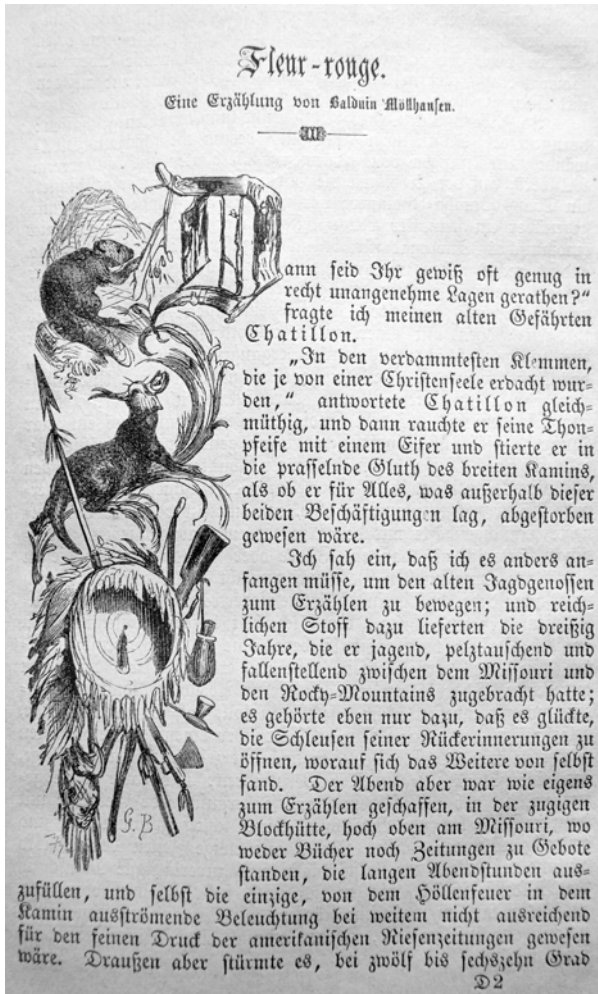 Fleur-rouge.
Eine Erzählung von Balduin Möllhausen.
Dann seid Ihr gewiß oft genug in
recht unangenehme Lagen gerathen?“
fragte ich meinen alten Gefährten
Chatillon.
„In den verdammtesten Klemmen,
die je von einer Christenseele erdacht wur-
den,“ antwortete Chatillon gleich-
müthig, und dann rauchte er seine Thon-
pfeife mit einem Eifer und stierte er in
die prasselnde Gluth des breiten Kamins,
als ob er für Alles, was außerhalb dieser
beiden Beschäftigungen lag, abgestorben
gewesen wäre.
Ich sah ein, daß ich es anders an-
fangen müsse, um den alten Jagdgenossen
zum Erzählen zu bewegen; und reich-
lichen Stoff dazu lieferten die dreißig
Jahre, die er jagend, pelztauschend und
fallenstellend zwischen dem Missouri und
den Rocky-Mountains zugebracht hatte;
es gehörte eben nur dazu, daß es glückte,
die Schleusen seiner Rückerinnerungen zu
öffnen, worauf sich das Weitere von selbst
fand. Der Abend aber war wie eigens
zum Erzählen geschaffen, in der zugigen
Blockhütte, hoch oben am Missouri, wo
weder Bücher noch Zeitungen zu Gebote
standen, die langen Abendstunden aus-
zufüllen, und selbst die einzige, von dem Höllenfeuer in dem
Kamin ausströmende Beleuchtung bei weitem nicht ausreichend
für den feinen Druck der amerikanischen Riesenzeitungen gewesen
wäre. Draußen aber stürmte es, bei zwölf bis sechszehn Grad
D2
G. B